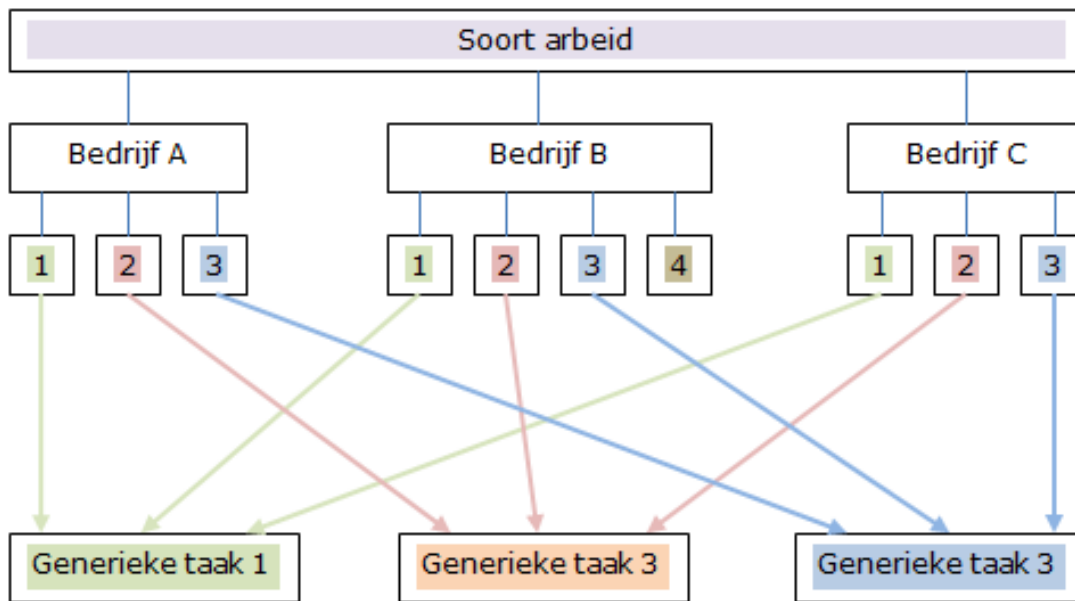 Soort arbeid
Bedrijf A
Bedrijf B
Bedrijf C
1 2 3 1 2 3 4 1 2 3
Generieke taak 1
Generieke taak 3
Generieke taak 3